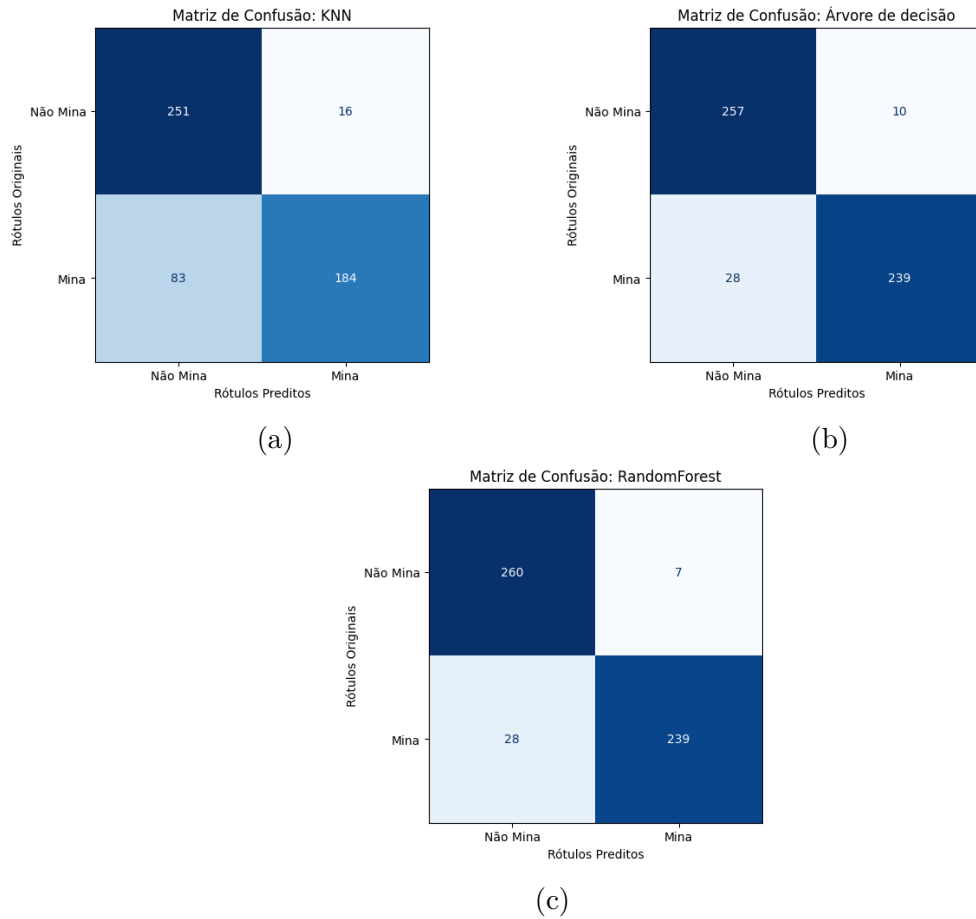 Matriz de Confusão: KNN
Não Mina
251
16
Rótulos Originais
Mina
83
184
Não Mina
Mina
Rótulos Preditos
(a)
Matriz de Confusão: Árvore de decisão
Não Mina
257
10
Rótulos Originais
Mina
28
239
Não Mina
Mina
Rótulos Preditos
(b)
Matriz de Confusão: RandomForest
Não Mina
260
7
Rótulos Originais
Mina
28
239
Não Mina
Mina
Rótulos Preditos
(c)